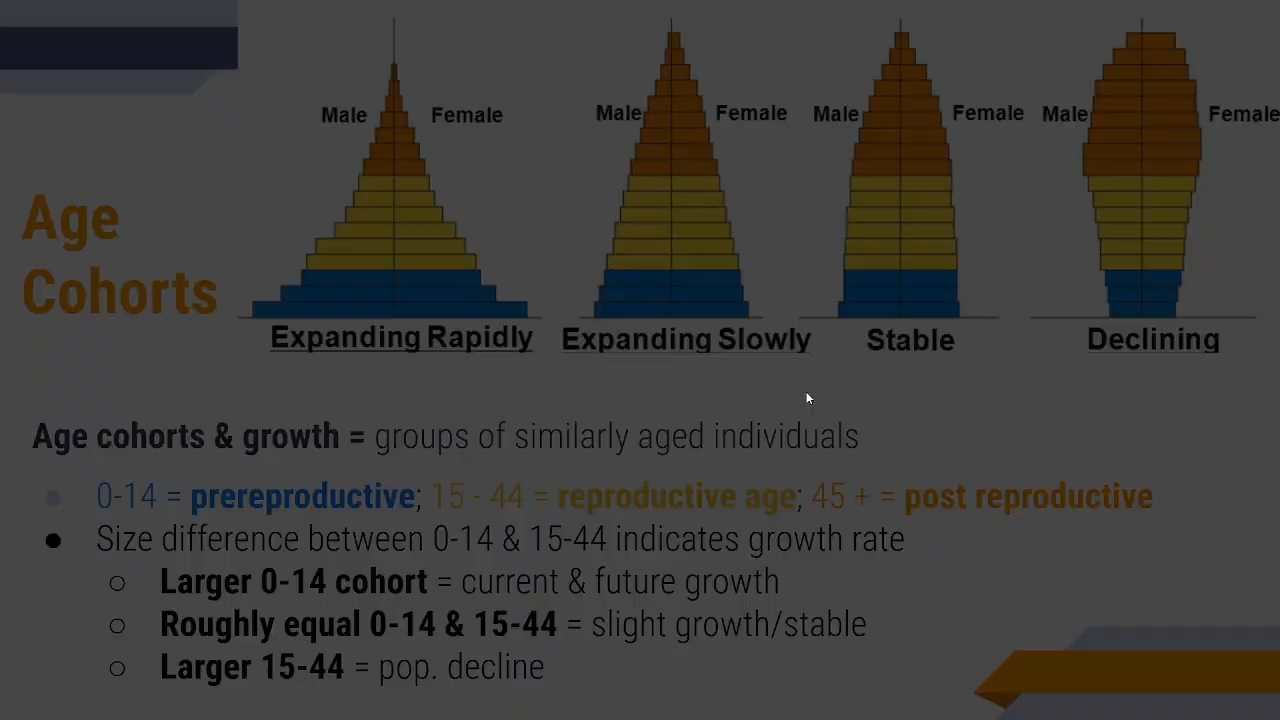 Male Female
Male Female
Male Female
Male Female
Age
Cohorts
Expanding Rapidly
Expanding Slowly
Stable
Declining
Age cohorts & growth = groups of similarly aged individuals
● 0-14 = prereproductive; 15 - 44 = reproductive age; 45 + = post reproductive
● Size difference between 0-14 & 15-44 indicates growth rate
○ Larger 0-14 cohort = current & future growth
○ Roughly equal 0-14 & 15-44 = slight growth/stable
○ Larger 15-44 = pop. decline